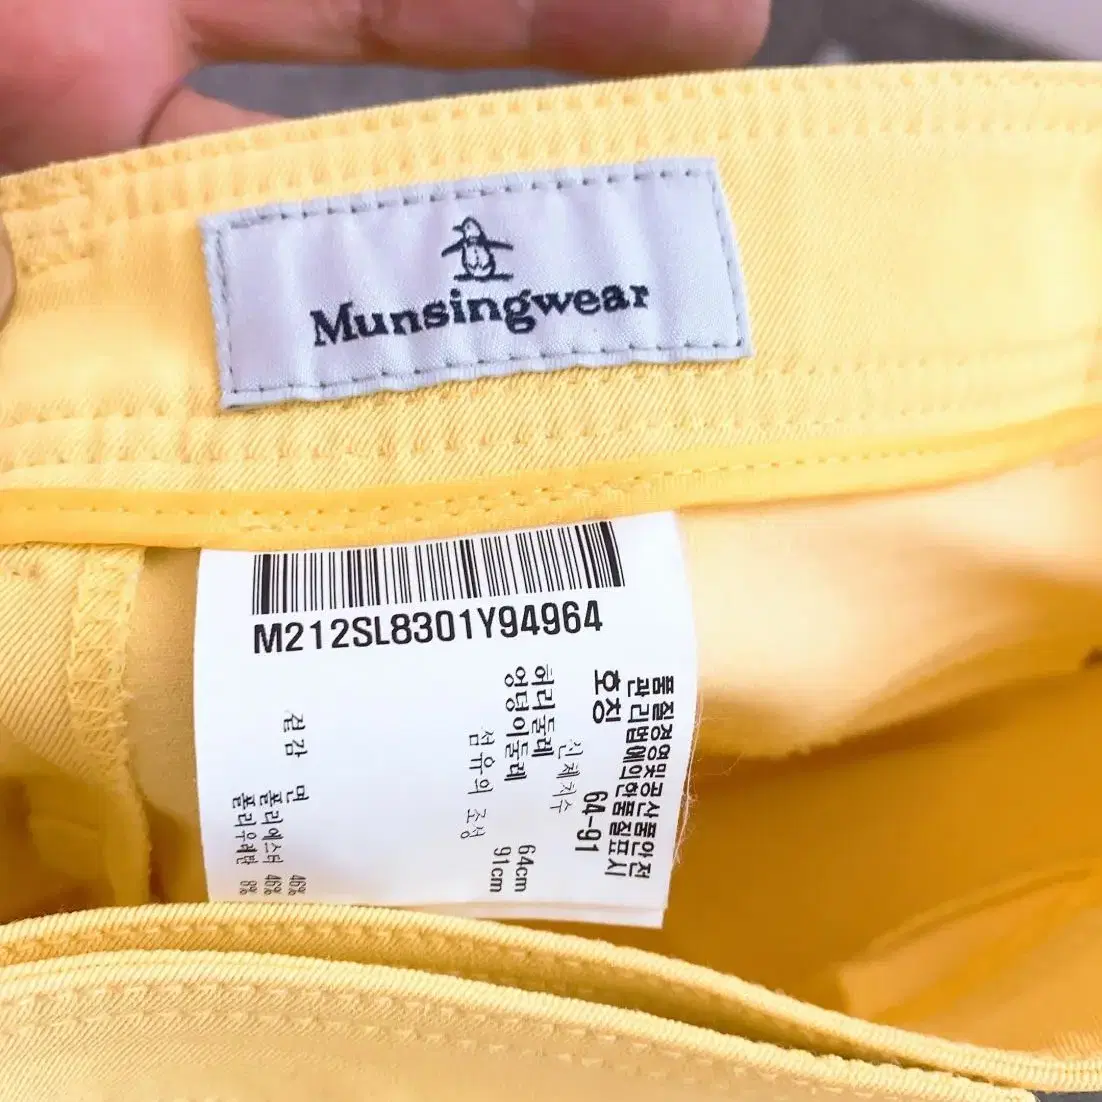 Munsingwear
M212SL8301Y94964
품질경영및공산품안전
관리법에의한품질표시
호칭 64-91
신체치수
허리둘레 64cm
엉덩이둘레 91cm
섬유의 조성
겉감 면 46%
폴리에스터 46%
폴리우레탄 8%